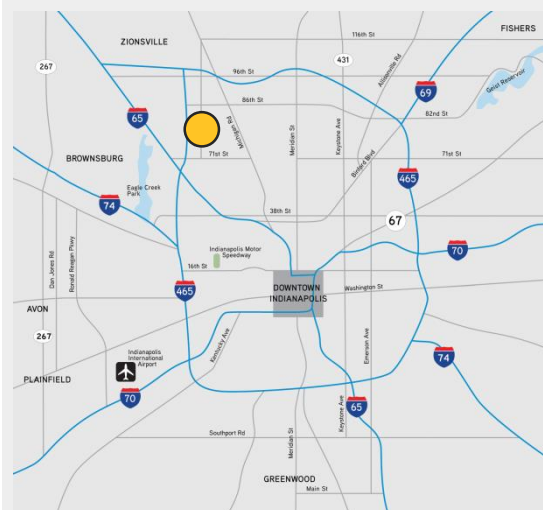 116th St
FISHERS
ZIONSVILLE
267
431
Allisonville Rd
96th St
Geist Reservoir
69
86th St
82nd St
65
Michigan Rd
Meridian St
Keystone Ave
Binford Blvd
71st St
71st St
BROWNSBURG
465
Eagle Creek
Park
74
38th St
67
Dan Jones Rd
Ronald Reagan Pkwy
Indianapolis Motor
Speedway
70
16th St
465
DOWNTOWN
INDIANAPOLIS
Washington St
AVON
267
Kentucky Ave
Emerson Ave
Indianapolis
International
Airport
74
PLAINFIELD
70
65
Keystone Ave
Southport Rd
Meridian St
GREENWOOD
Main St